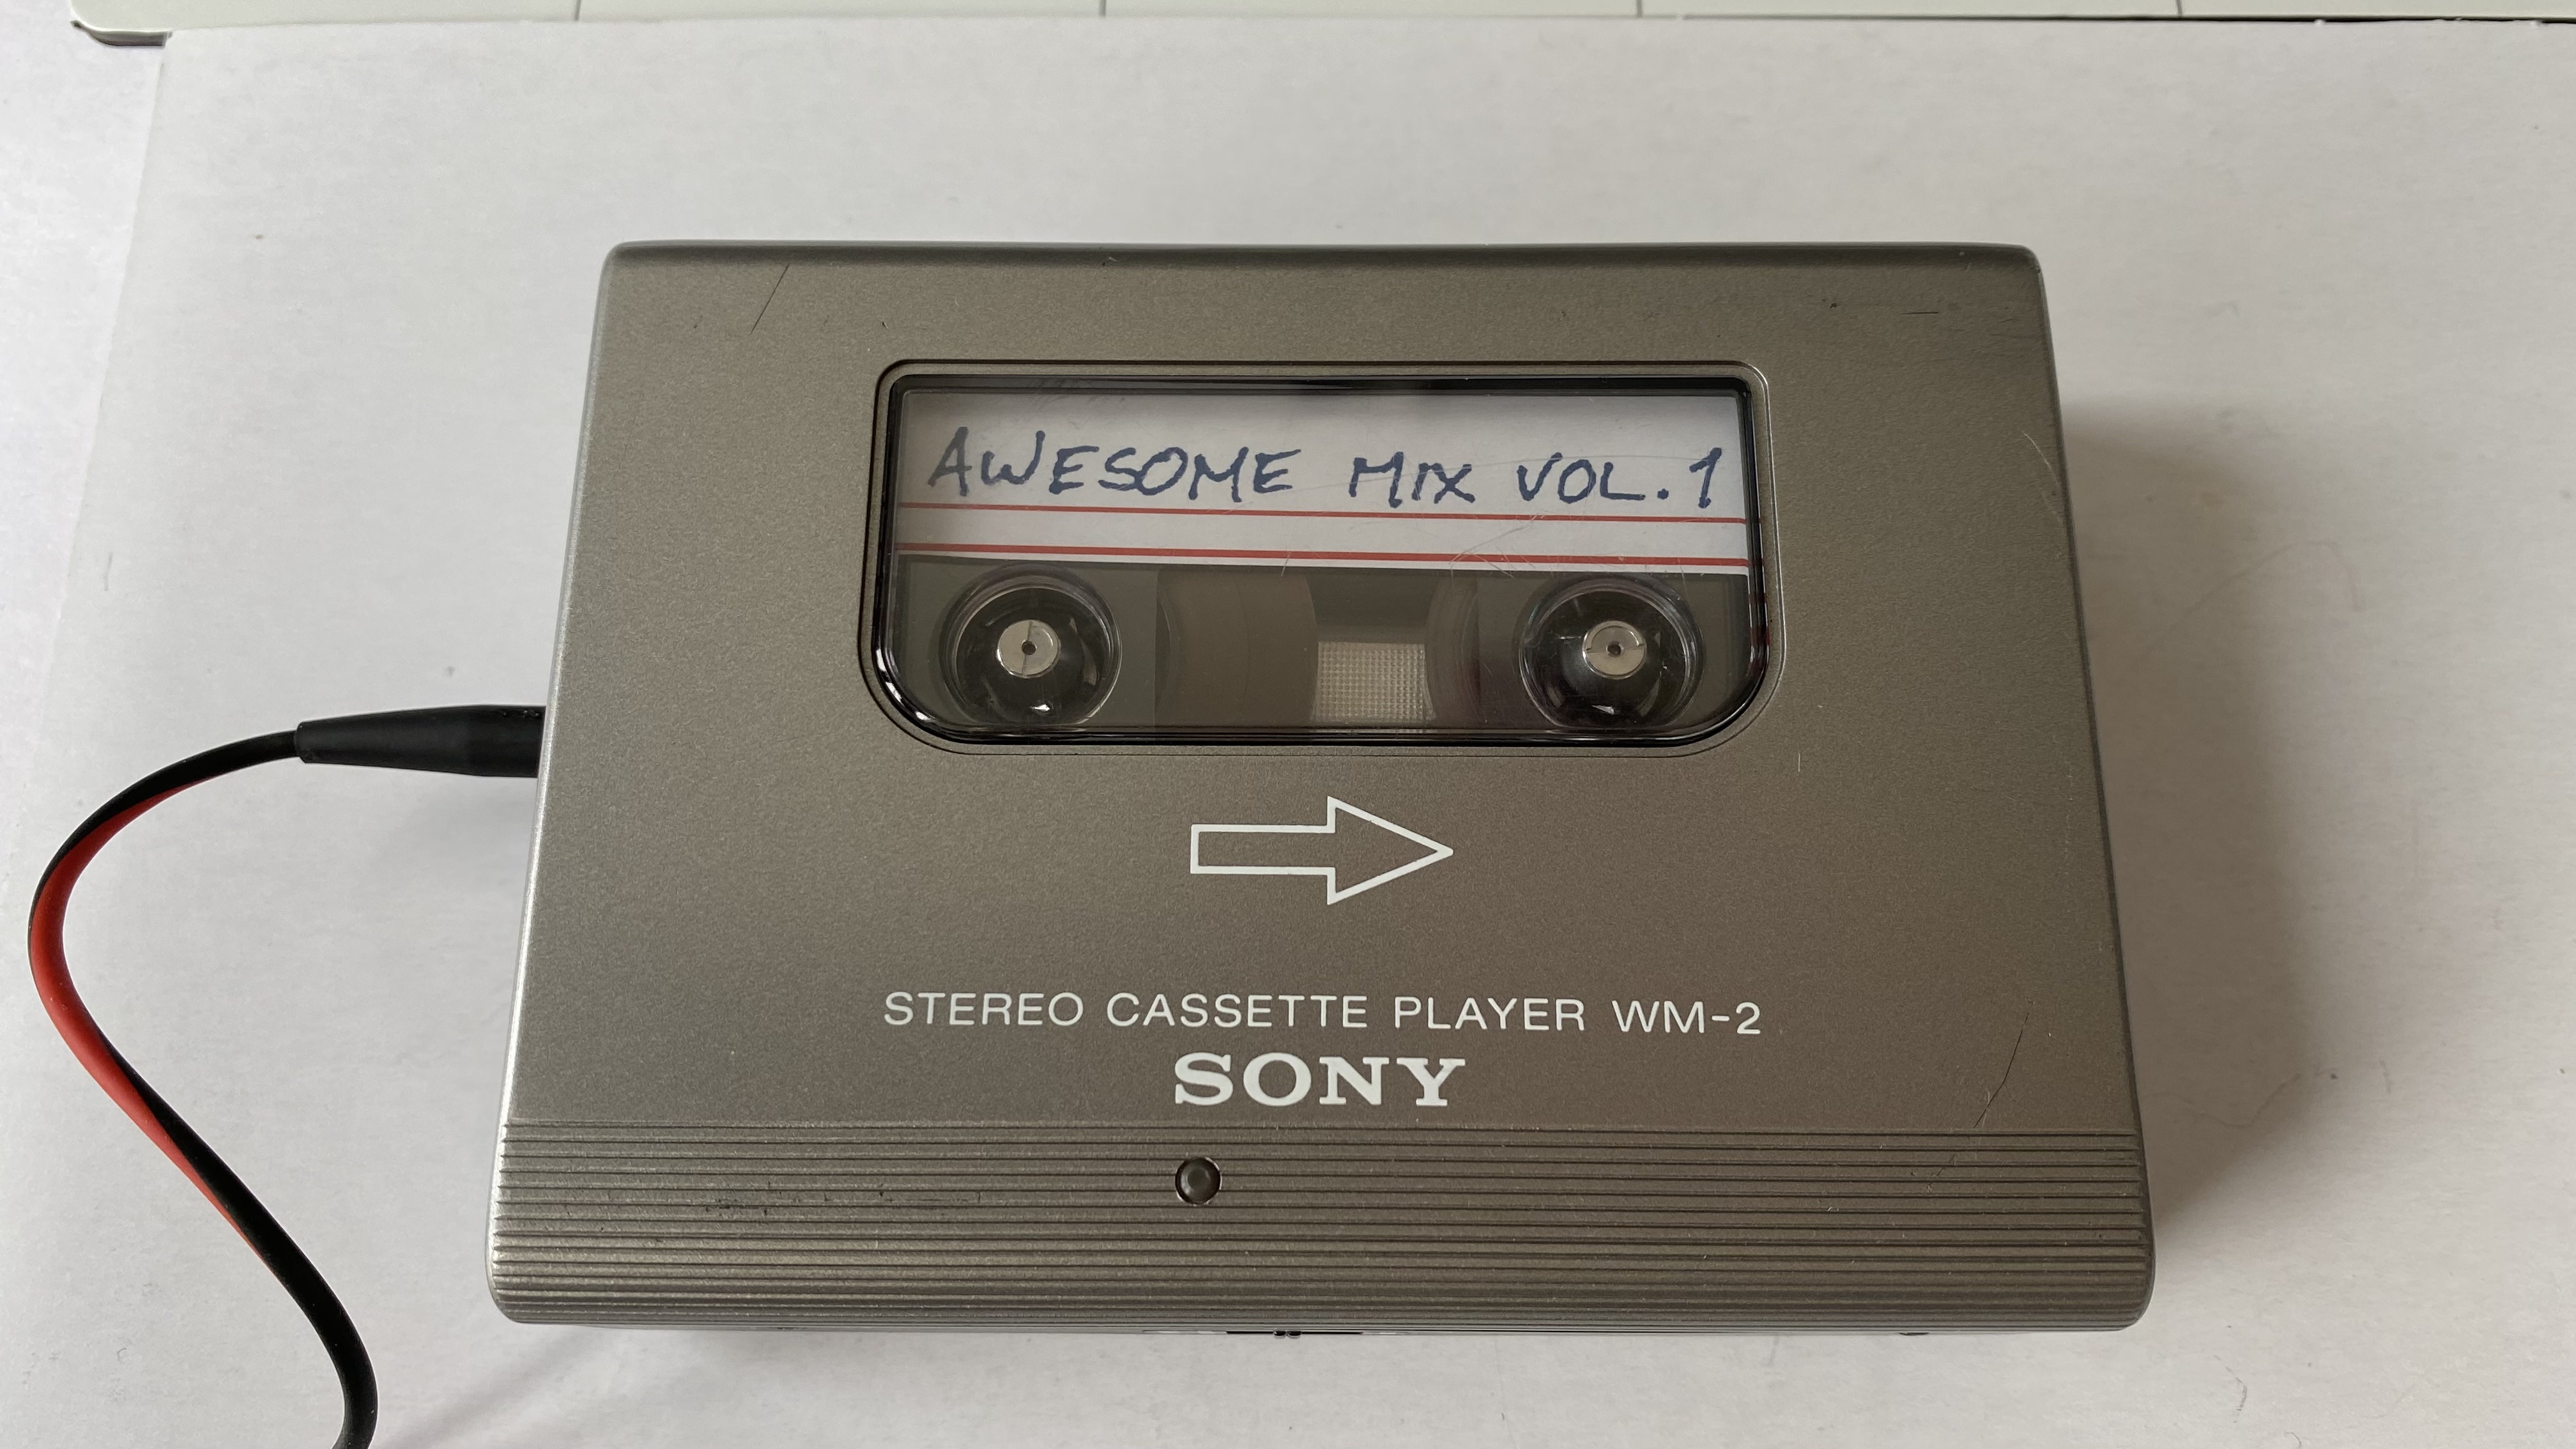 AWESOME MIX VOL. 1
STEREO CASSETTE PLAYER WM-2
SONY